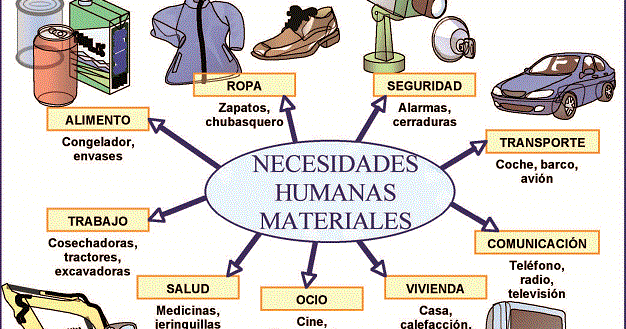 ROPA
Zapatos,
chubasquero
SEGURIDAD
Alarmas,
cerraduras
ALIMENTO
Congelador,
envases
TRANSPORTE
Coche, barco,
avión
NECESIDADES
HUMANAS
MATERIALES
TRABAJO
Cosechadoras,
tractores,
excavadoras
COMUNICACIÓN
Teléfono,
radio,
televisión
SALUD
Medicinas,
jeringuillas
OCIO
Cine,
VIVIENDA
Casa,
calefacción,